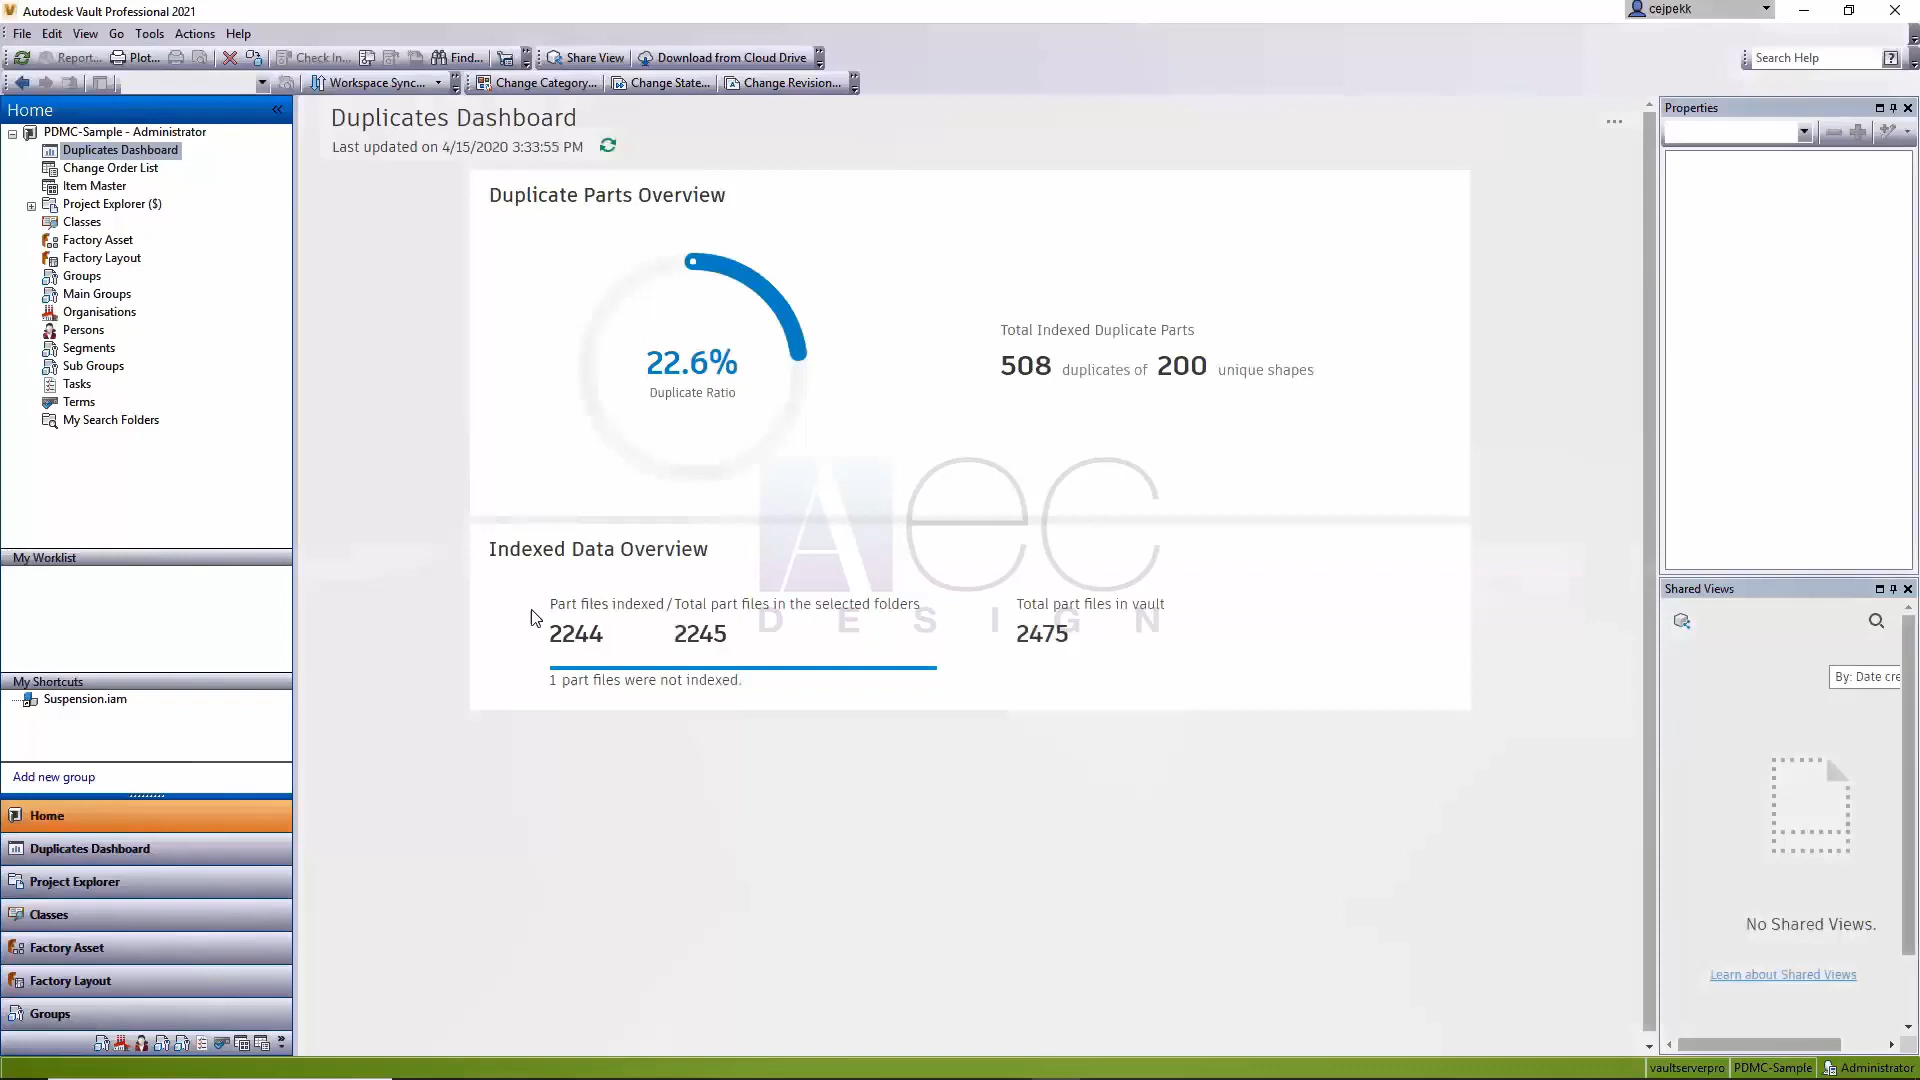 Autodesk Vault Professional 2021
cejpekk
File Edit View Go Tools Actions Help
Report... Plot... Check In... Find... Share View Download from Cloud Drive
Search Help
Workspace Sync... Change Category... Change State... Change Revision...
Home
PDMC-Sample - Administrator
Duplicates Dashboard
Change Order List
Item Master
Project Explorer ($)
Classes
Factory Asset
Factory Layout
Groups
Main Groups
Organisations
Persons
Segments
Sub Groups
Tasks
Terms
My Search Folders
My Worklist
My Shortcuts
Suspension.iam
Add new group
Home
Duplicates Dashboard
Project Explorer
Classes
Factory Asset
Factory Layout
Groups
Duplicates Dashboard
Last updated on 4/15/2020 3:33:55 PM
Duplicate Parts Overview
22.6%
Duplicate Ratio
Total Indexed Duplicate Parts
508 duplicates of 200 unique shapes
Aec
DESIGN
Indexed Data Overview
Part files indexed / Total part files in the selected folders
2244 2245
1 part files were not indexed.
Total part files in vault
2475
Properties
Shared Views
By: Date cre
No Shared Views.
Learn about Shared Views
vaultserverpro PDMC-Sample Administrator